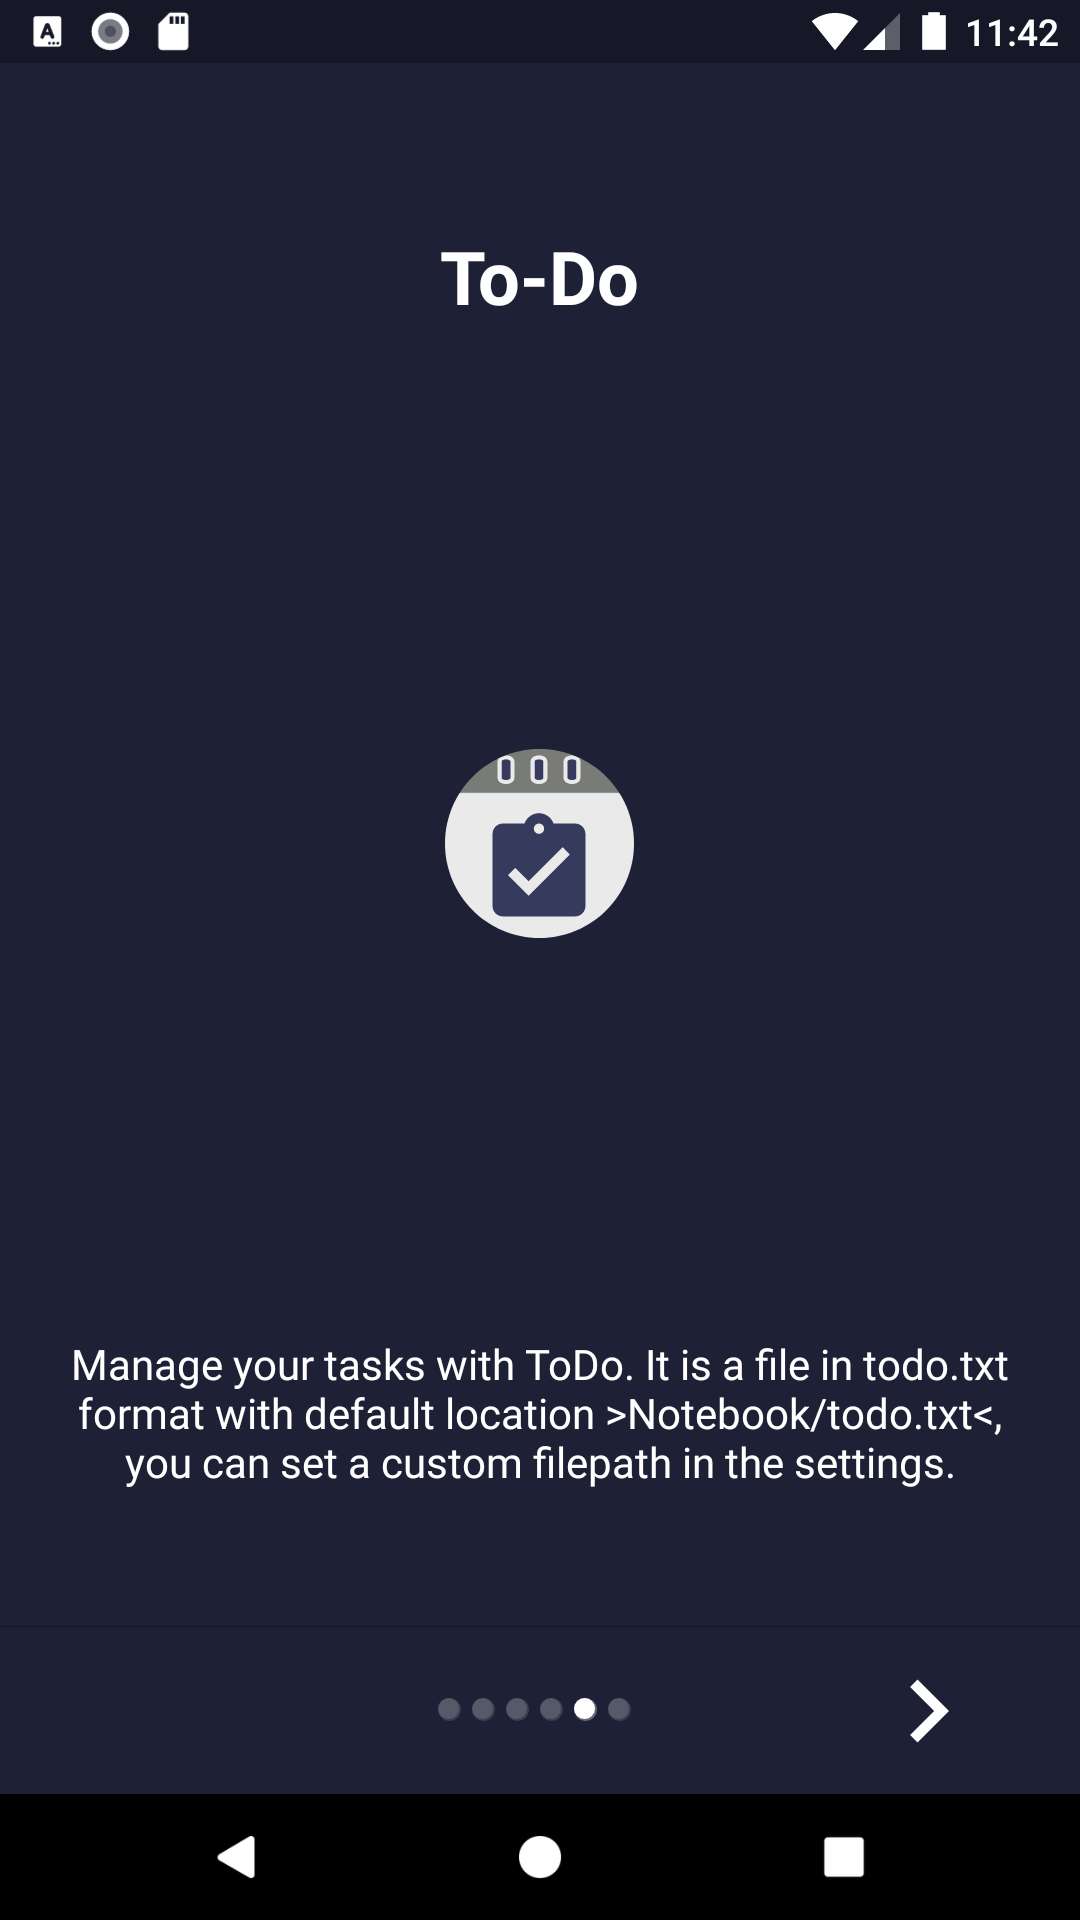 11:42
To-Do
Manage your tasks with ToDo. It is a file in todo.txt
format with default location >Notebook/todo.txt<,
you can set a custom filepath in the settings.